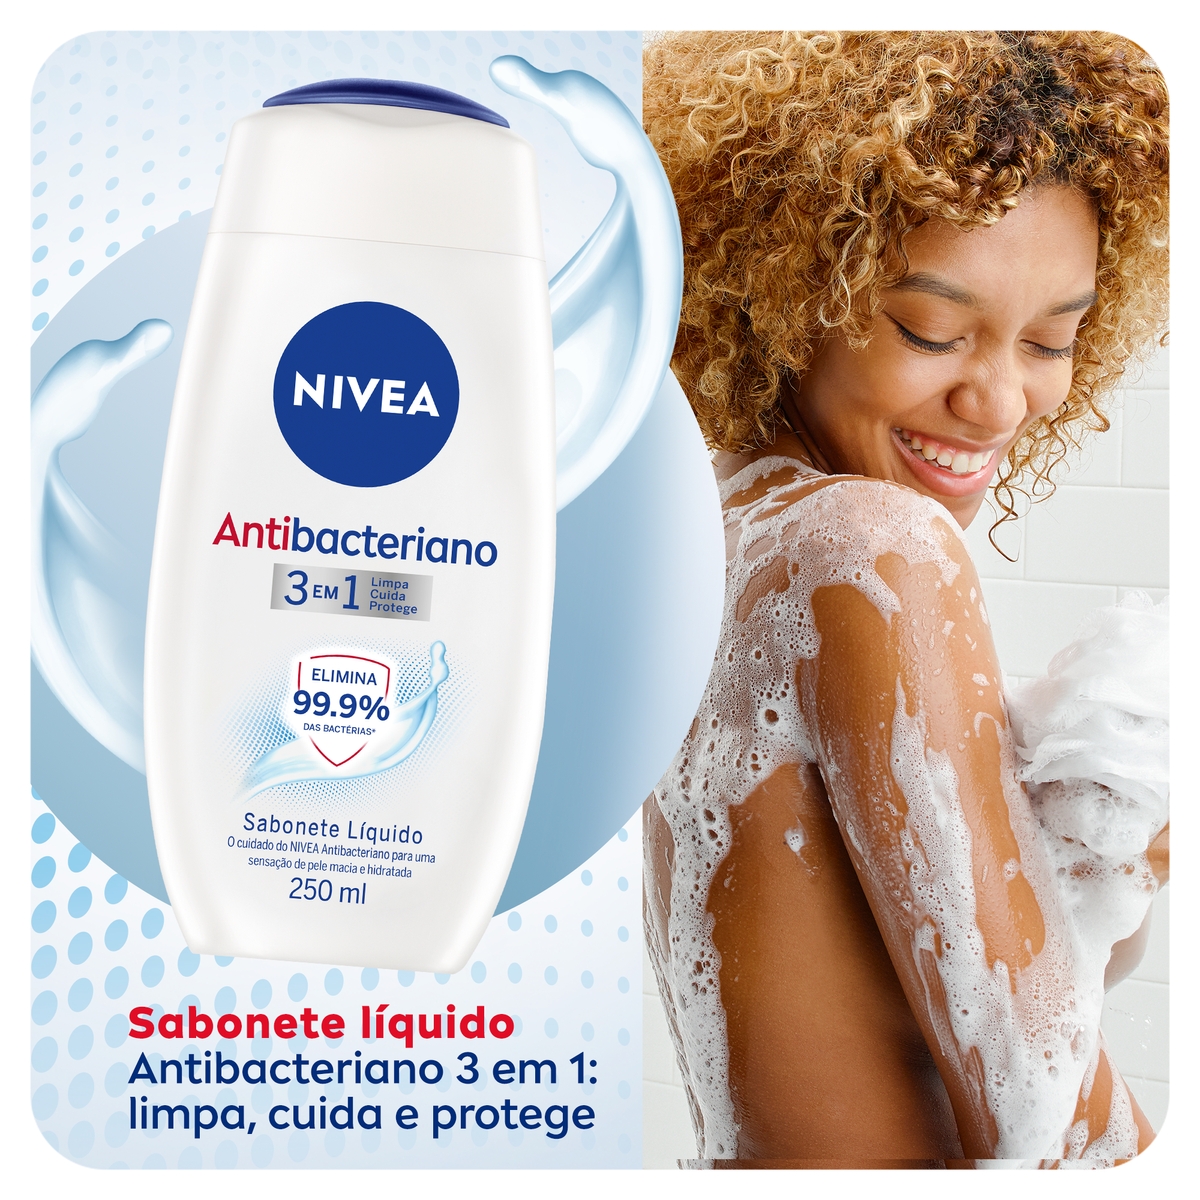 NIVEA
Antibacteriano
3 EM 1
Limpa
Cuida
Protege
ELIMINA
99.9%
DAS BACTÉRIAS*
Sabonete Líquido
O cuidado do NIVEA Antibacteriano para uma
sensação de pele macia e hidratada
250 ml
Sabonete líquido
Antibacteriano 3 em 1:
limpa, cuida e protege